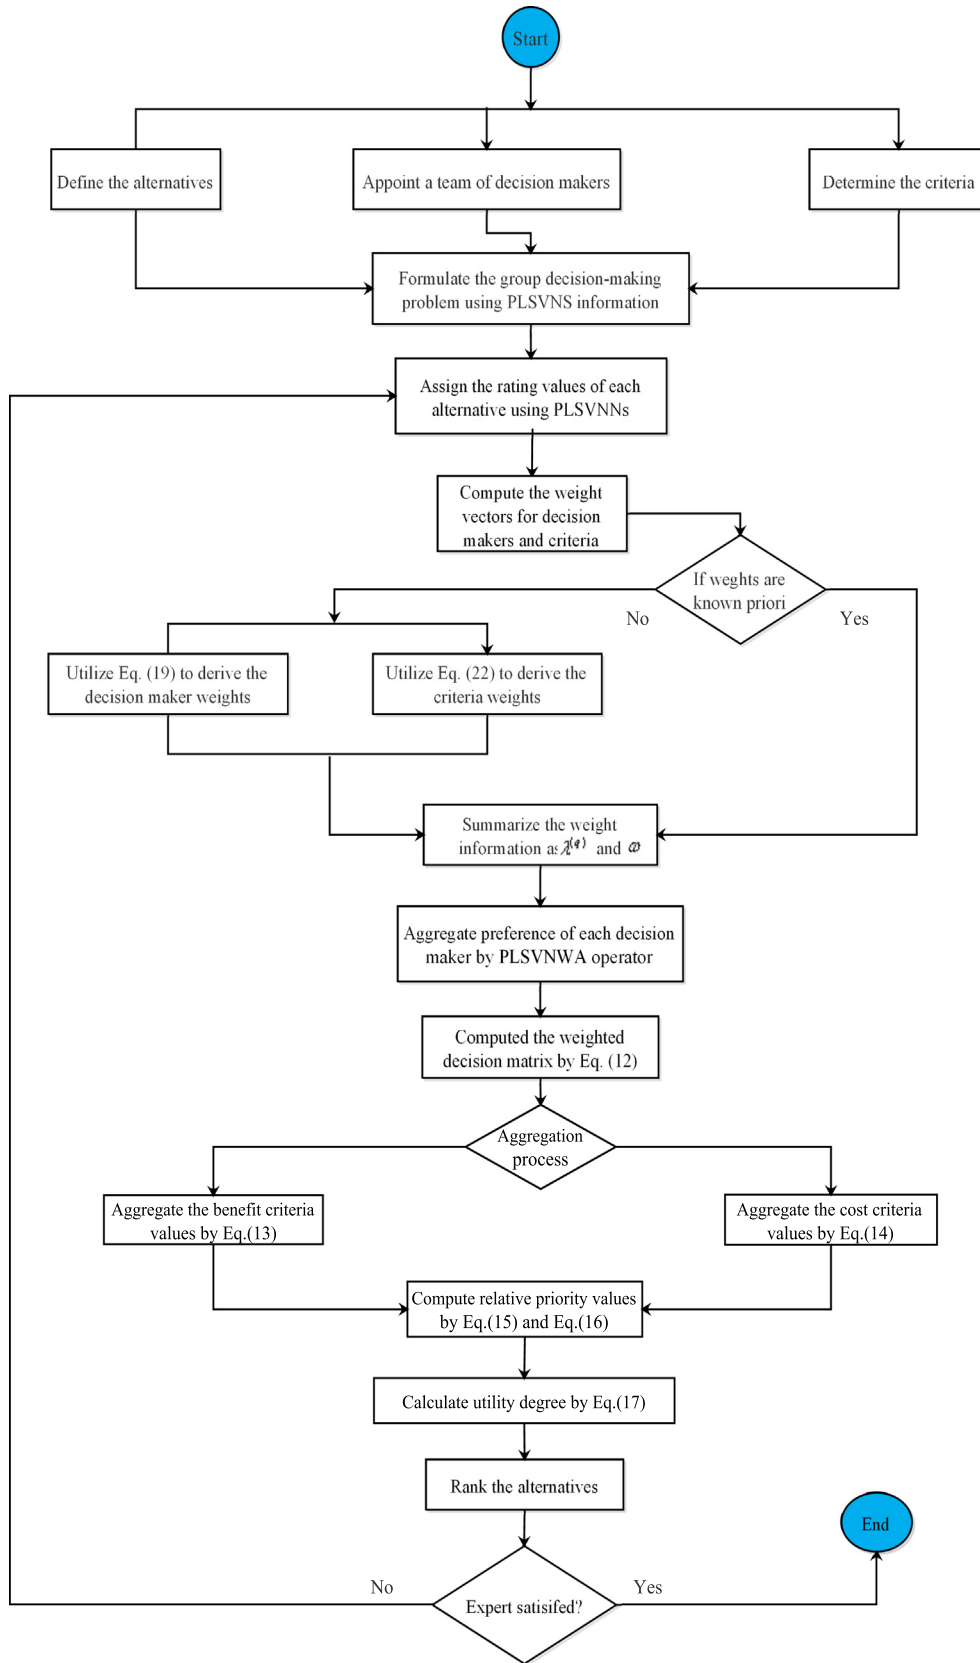 Start
Define the alternatives
Appoint a team of decision makers
Determine the criteria
Formulate the group decision-making
problem using PLSVNS information
Assign the rating values of each
alternative using PLSVNNs
Compute the weight
vectors for decision
makers and criteria
If weghts are
known priori
No
Yes
Utilize Eq. (19) to derive the
decision maker weights
Utilize Eq. (22) to derive the
criteria weights
Summarize the weight
information as λ^(q) and ϖ
Aggregate preference of each decision
maker by PLSVNWA operator
Computed the weighted
decision matrix by Eq. (12)
Aggregation
process
Aggregate the benefit criteria
values by Eq.(13)
Aggregate the cost criteria
values by Eq.(14)
Compute relative priority values
by Eq.(15) and Eq.(16)
Calculate utility degree by Eq.(17)
Rank the alternatives
End
No
Yes
Expert satisifed?